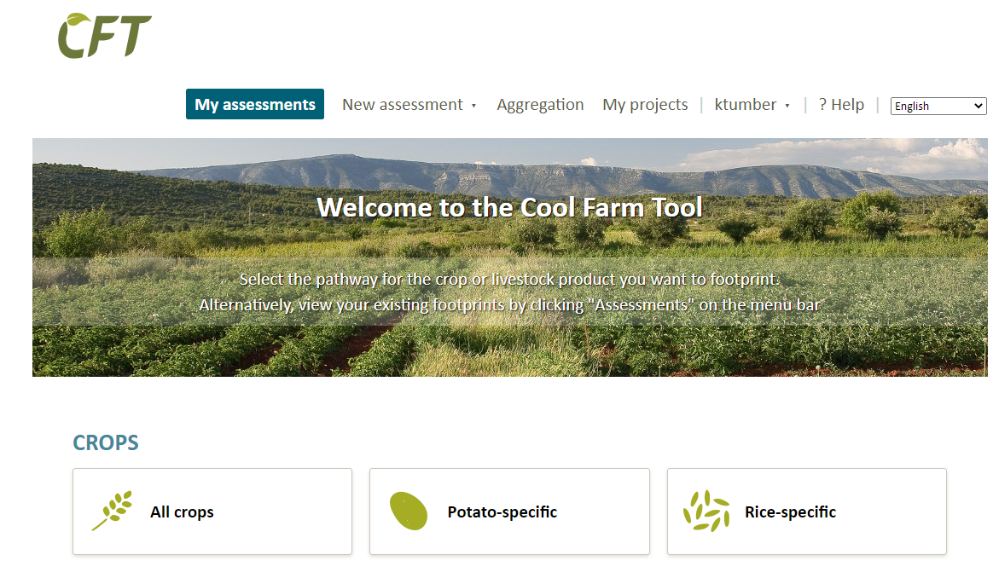 CFT
My assessments New assessment ▾ Aggregation My projects | ktumber ▾ | ? Help | English
Welcome to the Cool Farm Tool
Select the pathway for the crop or livestock product you want to footprint.
Alternatively, view your existing footprints by clicking "Assessments" on the menu bar
CROPS
All crops Potato-specific Rice-specific